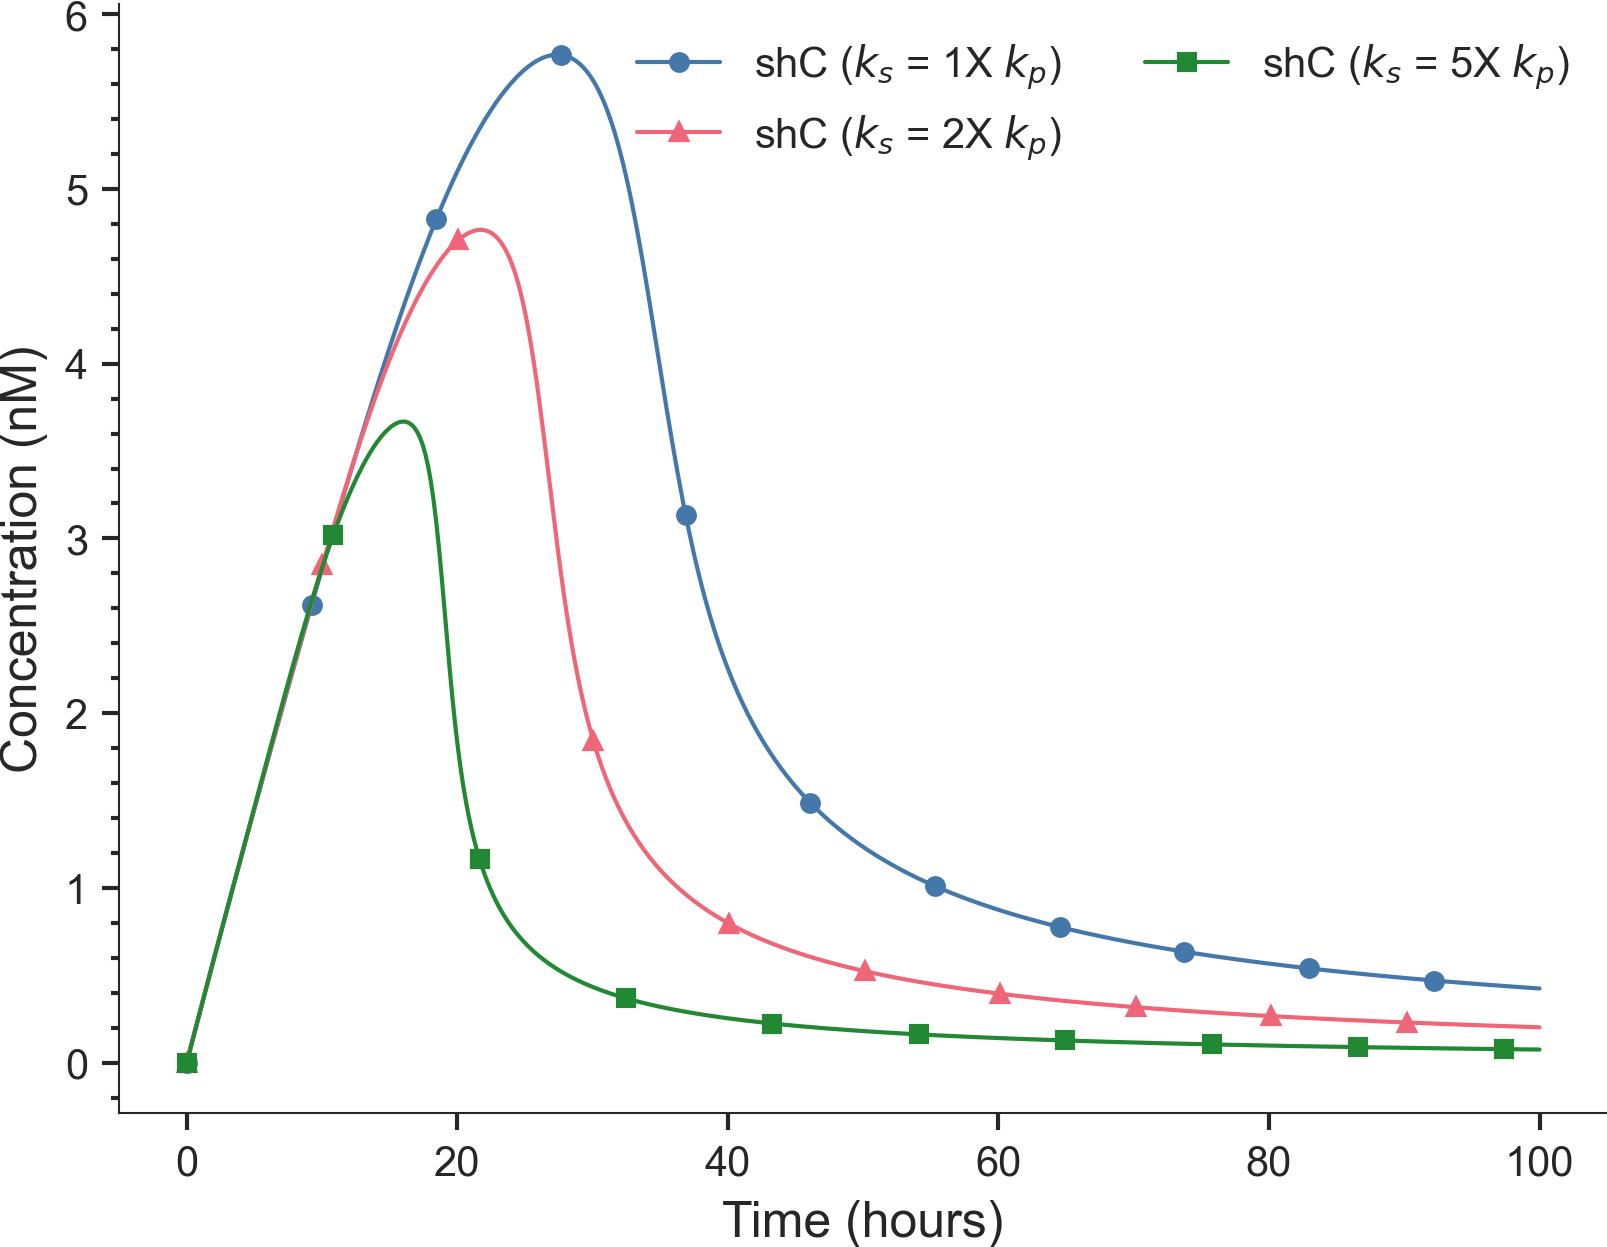 shC (kₛ = 1X kₚ)
shC (kₛ = 2X kₚ)
shC (kₛ = 5X kₚ)
Concentration (nM)
6
5
4
3
2
1
0
0 20 40 60 80 100
Time (hours)